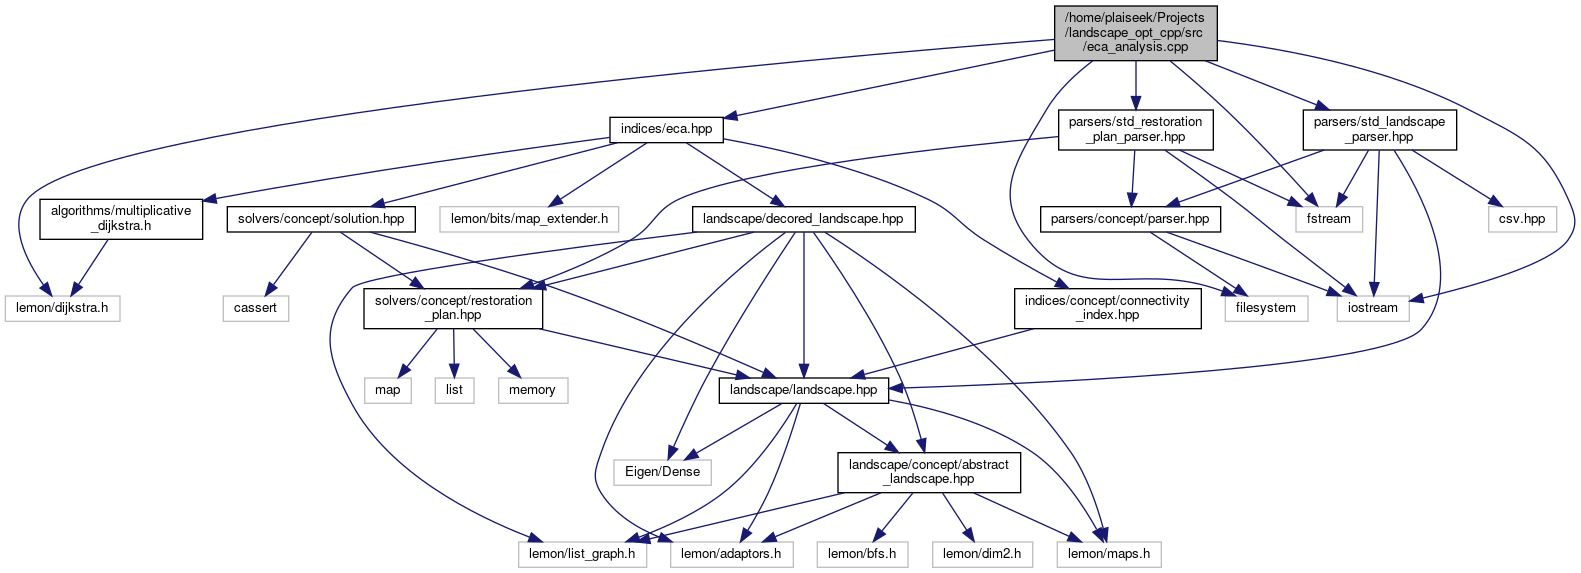 /home/plaiseek/Projects
/landscape_opt_cpp/src
/eca_analysis.cpp
indices/eca.hpp
parsers/std_restoration
_plan_parser.hpp
parsers/std_landscape
_parser.hpp
algorithms/multiplicative
_dijkstra.h
solvers/concept/solution.hpp
lemon/bits/map_extender.h
landscape/decored_landscape.hpp
parsers/concept/parser.hpp
fstream
csv.hpp
lemon/dijkstra.h
cassert
solvers/concept/restoration
_plan.hpp
indices/concept/connectivity
_index.hpp
filesystem
iostream
map
list
memory
landscape/landscape.hpp
Eigen/Dense
landscape/concept/abstract
_landscape.hpp
lemon/list_graph.h
lemon/adaptors.h
lemon/bfs.h
lemon/dim2.h
lemon/maps.h